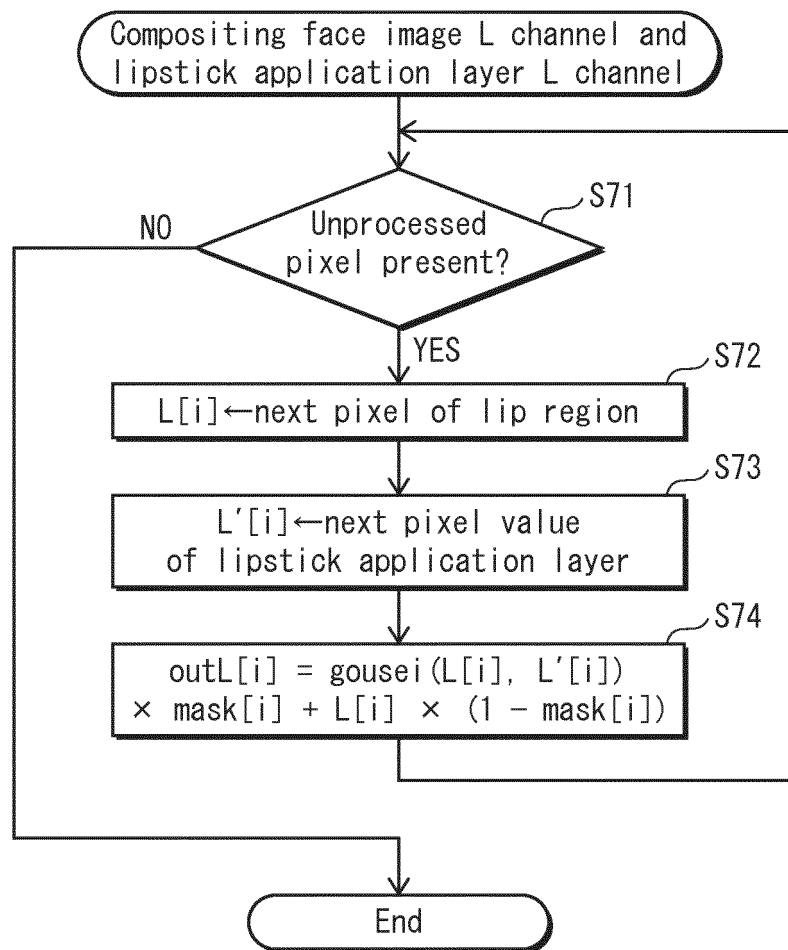 Compositing face image L channel and
lipstick application layer L channel
S71
NO
Unprocessed
pixel present?
YES
S72
L[i]←next pixel of lip region
S73
L′[i]←next pixel value
of lipstick application layer
S74
outL[i] = gousei(L[i], L′[i])
× mask[i] + L[i] × (1 − mask[i])
End